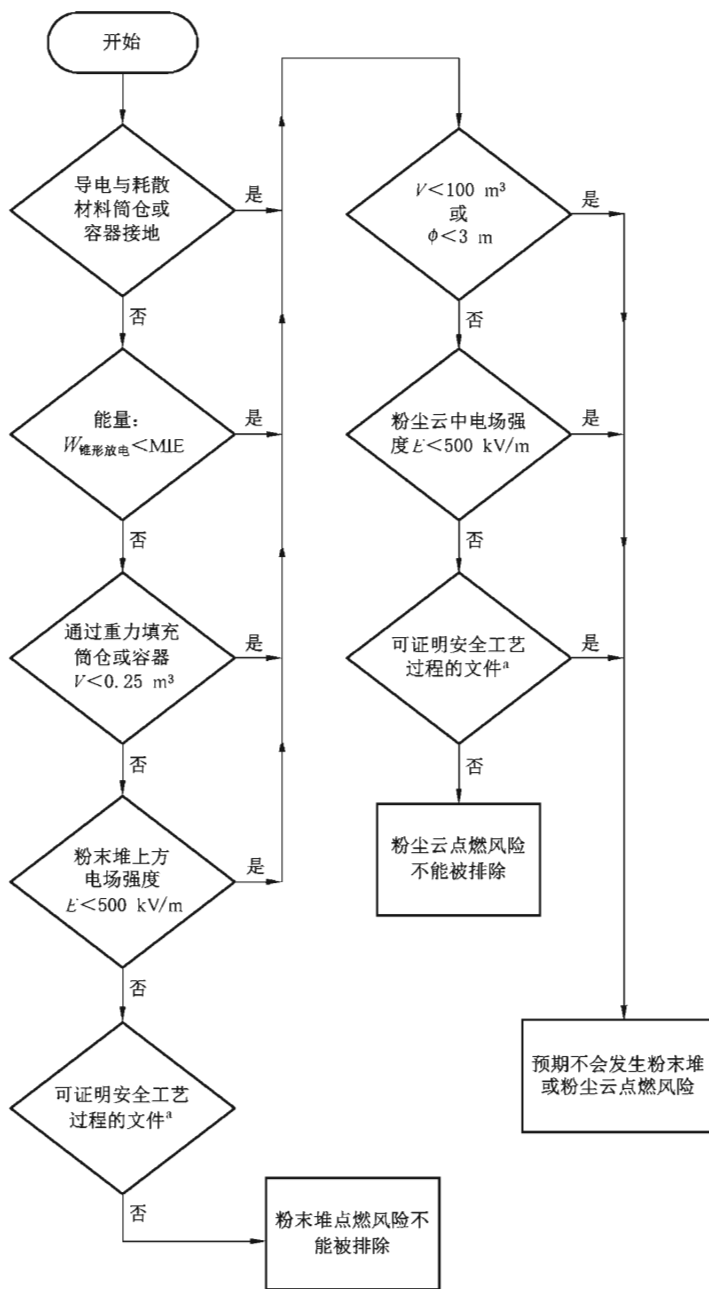 开始
导电与耗散
材料筒仓或
容器接地
是
否
能量：
W锥形放电＜MIE
是
否
通过重力填充
筒仓或容器
V＜0.25 m³
是
否
粉末堆上方
电场强度
E＜500 kV/m
是
否
可证明安全工艺
过程的文件ᵃ
否
粉末堆点燃风险不
能被排除
V＜100 m³
或
ϕ＜3 m
是
否
粉尘云中电场强
度E＜500 kV/m
是
否
可证明安全工艺
过程的文件ᵃ
是
否
粉尘云点燃风险
不能被排除
预期不会发生粉末堆
或粉尘云点燃风险